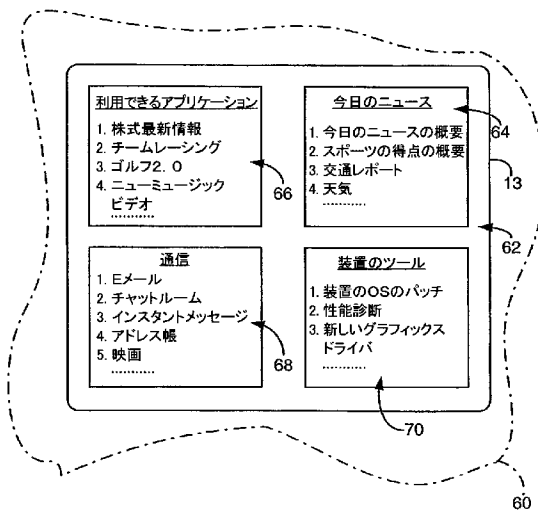 利用できるアプリケーション
1. 株式最新情報
2. チームレーシング
3. ゴルフ2.0
4. ニューミュージック
ビデオ
............
66
今日のニュース
1. 今日のニュースの概要
2. スポーツの得点の概要
3. 交通レポート
4. 天気
............
64
13
62
通信
1. Eメール
2. チャットルーム
3. インスタントメッセージ
4. アドレス帳
5. 映画
............
68
装置のツール
1. 装置のOSのパッチ
2. 性能診断
3. 新しいグラフィックス
ドライバ
............
70
60